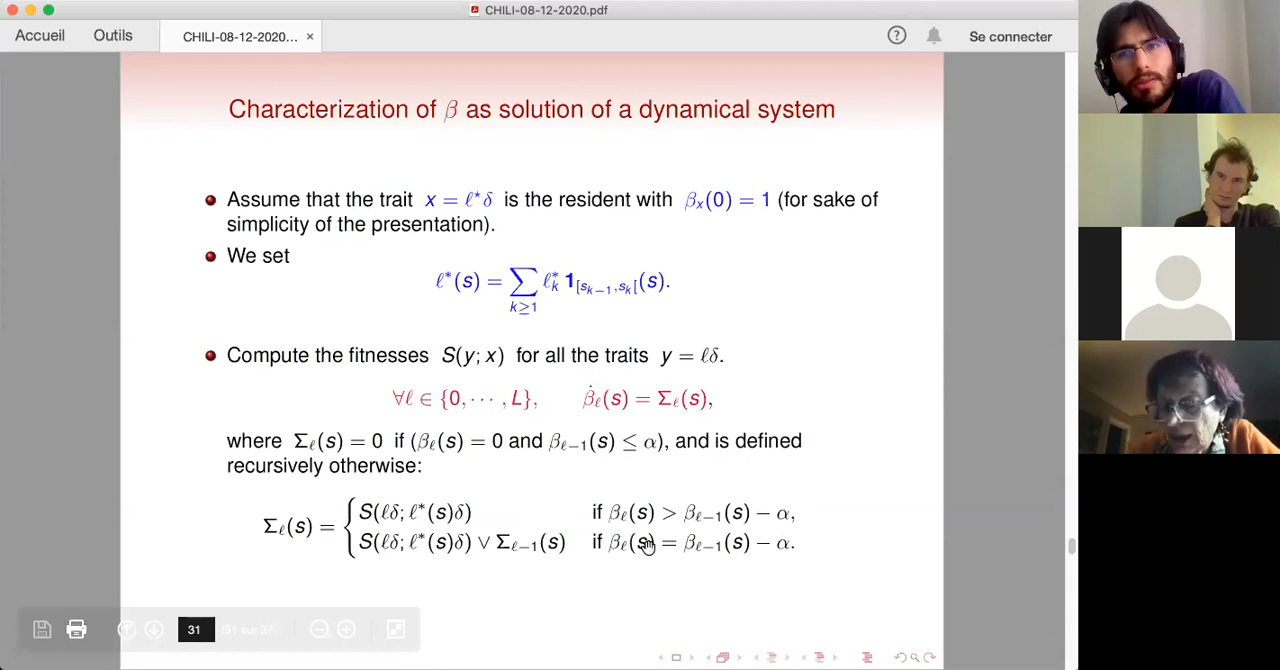 CHILI-08-12-2020.pdf
Accueil Outils CHILI-08-12-2020... × Se connecter
Characterization of β as solution of a dynamical system
Assume that the trait x = ℓ*δ is the resident with βₓ(0) = 1 (for sake of
simplicity of the presentation).
We set
ℓ*(s) = ∑_{k≥1} ℓ*_k 1_{[s_{k−1}, s_k[}(s).
Compute the fitnesses S(y; x) for all the traits y = ℓδ.
∀ℓ ∈ {0, ⋯ , L}, β̇_ℓ(s) = Σ_ℓ(s),
where Σ_ℓ(s) = 0 if (β_ℓ(s) = 0 and β_{ℓ−1}(s) ≤ α), and is defined
recursively otherwise:
Σ_ℓ(s) = { S(ℓδ; ℓ*(s)δ) if β_ℓ(s) > β_{ℓ−1}(s) − α,
S(ℓδ; ℓ*(s)δ) ∨ Σ_{ℓ−1}(s) if β_ℓ(s) = β_{ℓ−1}(s) − α.
31 (31 sur 37)